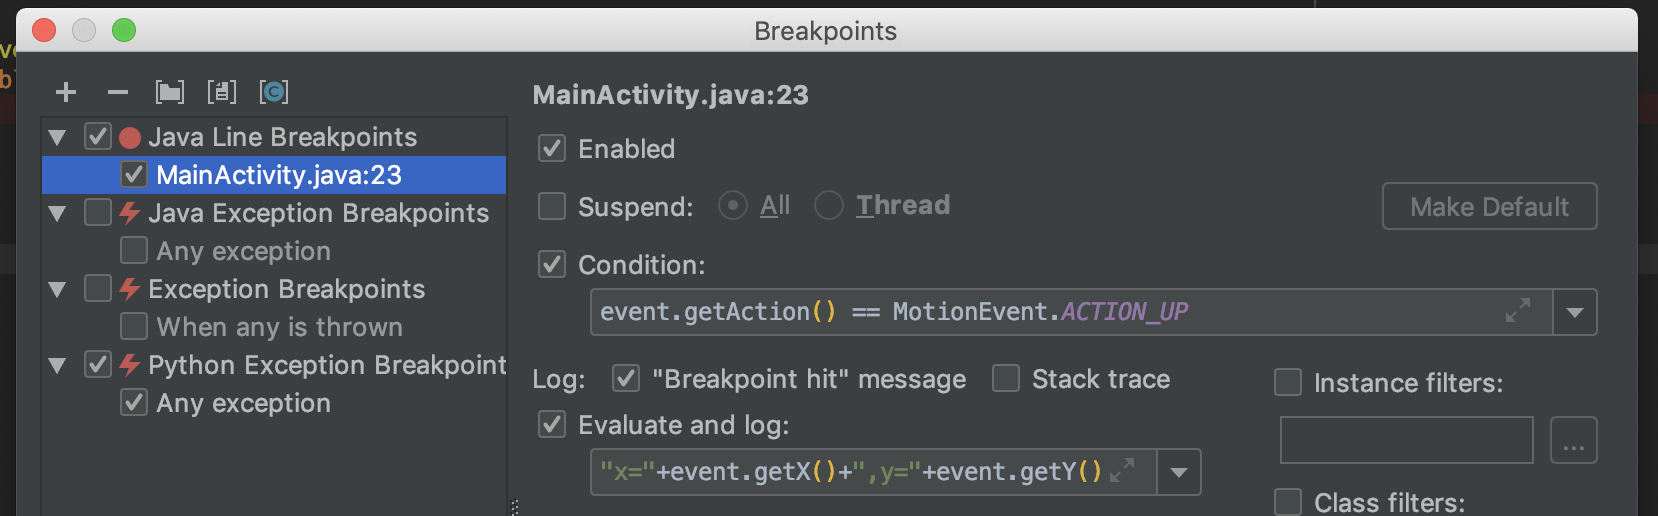 Breakpoints
MainActivity.java:23
Java Line Breakpoints
MainActivity.java:23
Java Exception Breakpoints
Any exception
Exception Breakpoints
When any is thrown
Python Exception Breakpoint
Any exception
Enabled
Suspend: All Thread
Make Default
Condition:
event.getAction() == MotionEvent.ACTION_UP
Log: "Breakpoint hit" message Stack trace
Instance filters:
Evaluate and log:
"x="+event.getX()+",y="+event.getY()
...
Class filters: